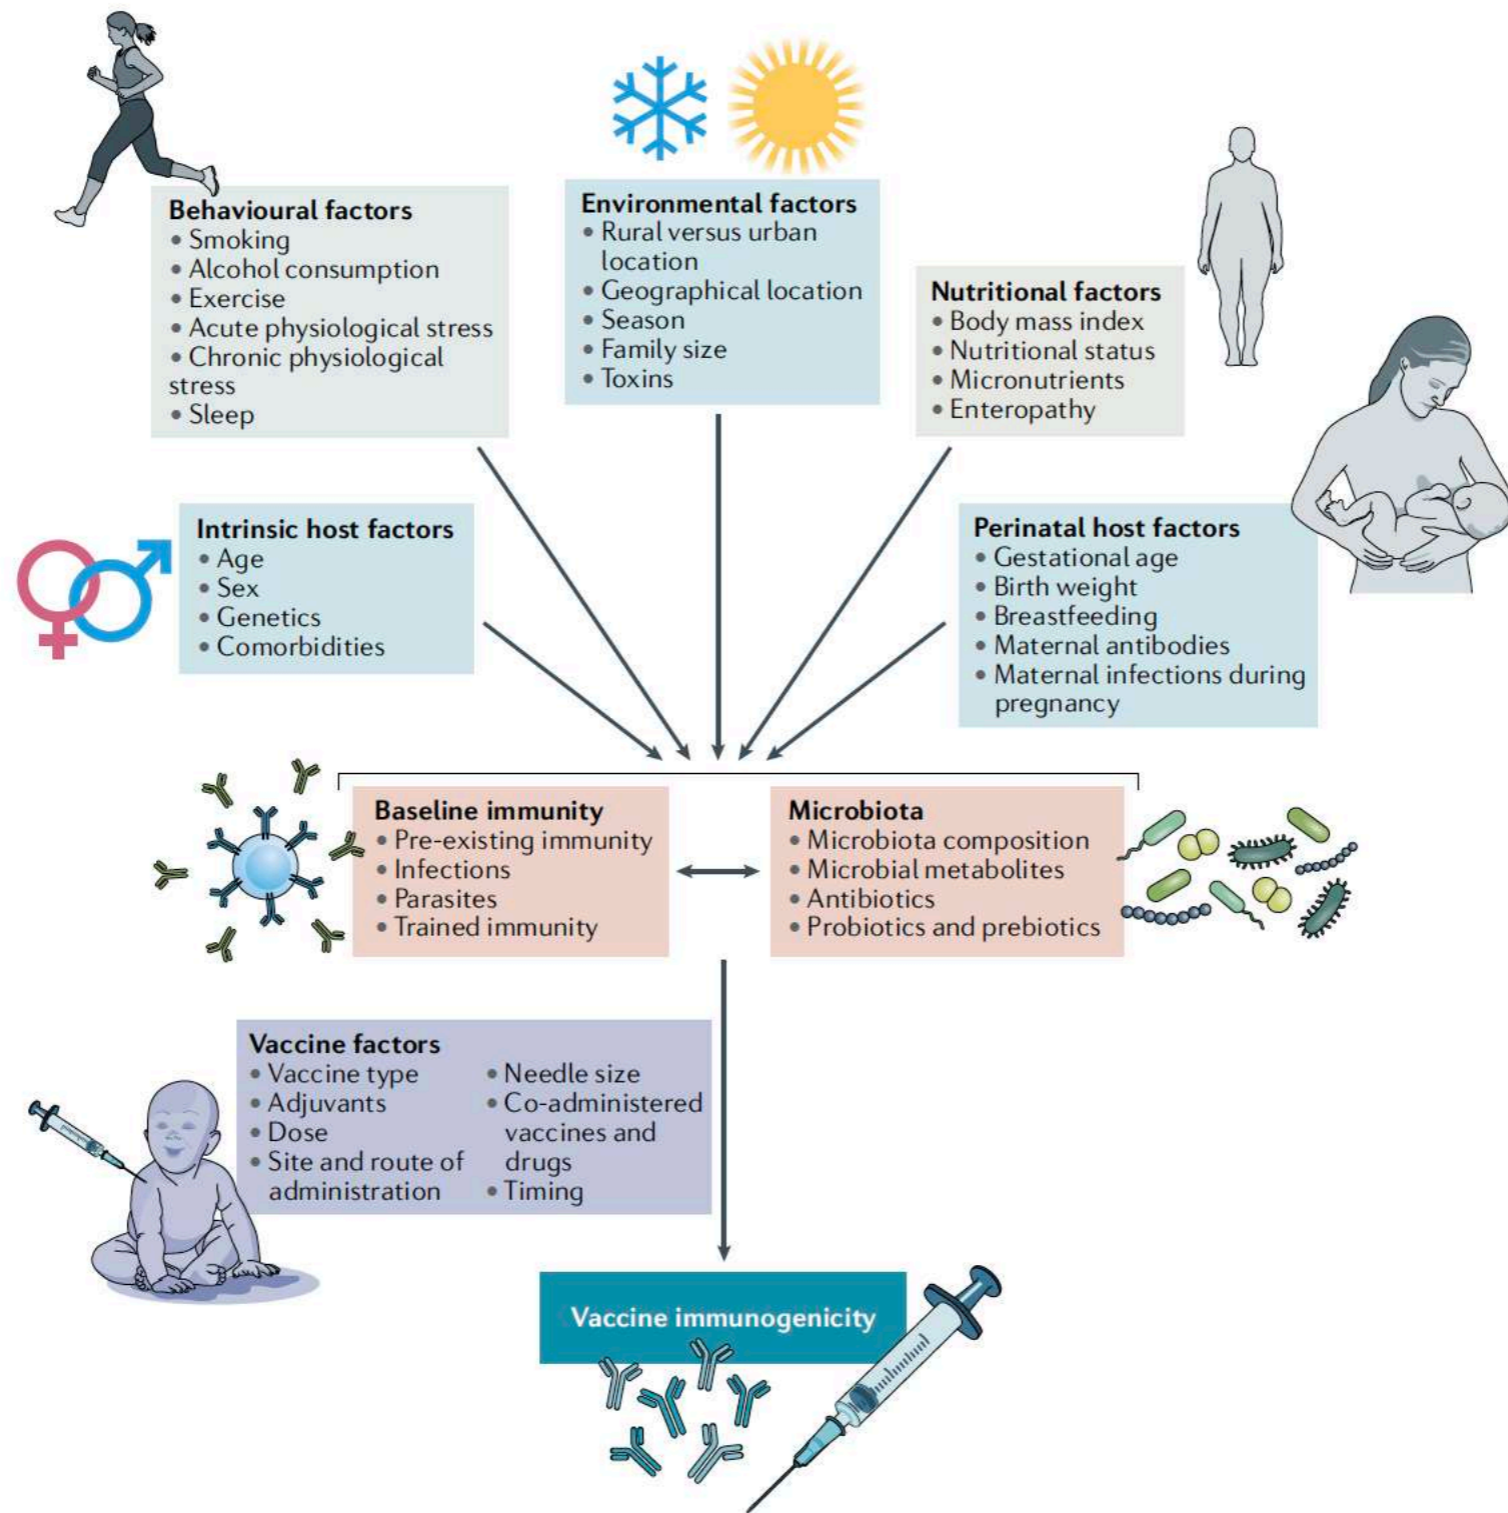 Behavioural factors
• Smoking
• Alcohol consumption
• Exercise
• Acute physiological stress
• Chronic physiological
stress
• Sleep
Environmental factors
• Rural versus urban
location
• Geographical location
• Season
• Family size
• Toxins
Nutritional factors
• Body mass index
• Nutritional status
• Micronutrients
• Enteropathy
Intrinsic host factors
• Age
• Sex
• Genetics
• Comorbidities
Perinatal host factors
• Gestational age
• Birth weight
• Breastfeeding
• Maternal antibodies
• Maternal infections during
pregnancy
Baseline immunity
• Pre-existing immunity
• Infections
• Parasites
• Trained immunity
Microbiota
• Microbiota composition
• Microbial metabolites
• Antibiotics
• Probiotics and prebiotics
Vaccine factors
• Vaccine type
• Adjuvants
• Dose
• Site and route of
administration
• Needle size
• Co-administered
vaccines and
drugs
• Timing
Vaccine immunogenicity